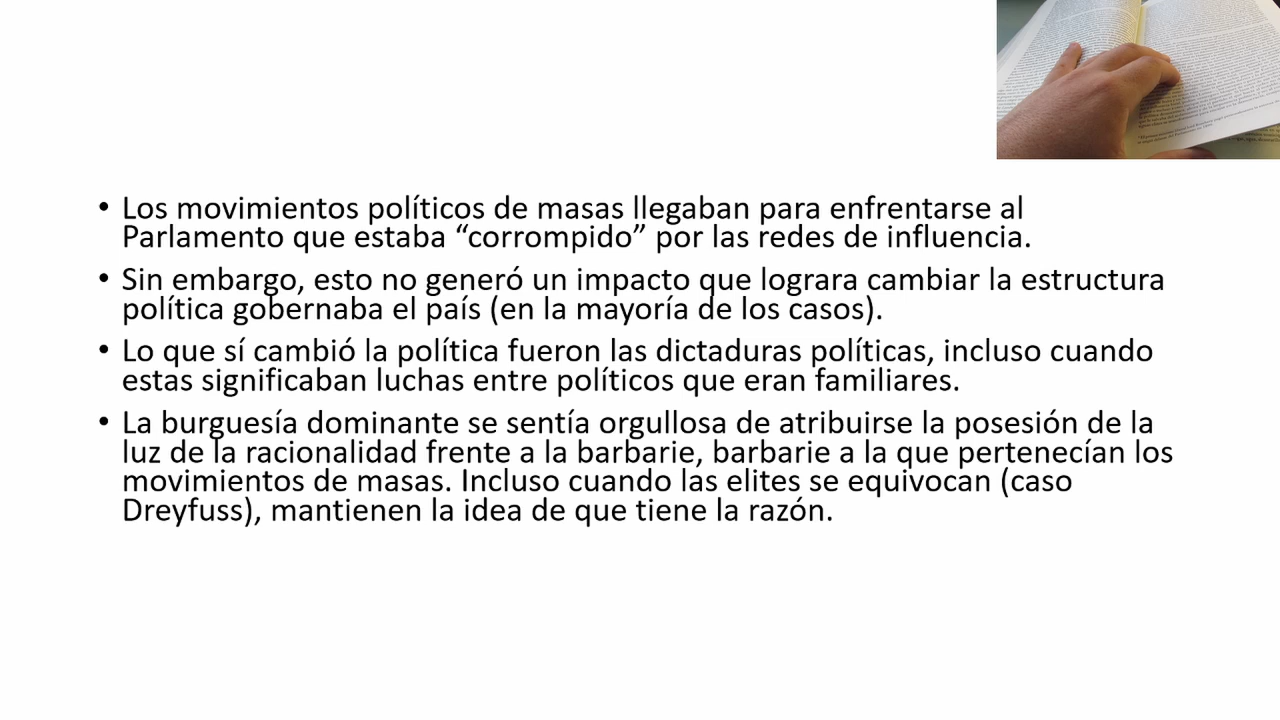 • Los movimientos políticos de masas llegaban para enfrentarse al
Parlamento que estaba “corrompido” por las redes de influencia.
• Sin embargo, esto no generó un impacto que lograra cambiar la estructura
política gobernaba el país (en la mayoría de los casos).
• Lo que sí cambió la política fueron las dictaduras políticas, incluso cuando
estas significaban luchas entre políticos que eran familiares.
• La burguesía dominante se sentía orgullosa de atribuirse la posesión de la
luz de la racionalidad frente a la barbarie, barbarie a la que pertenecían los
movimientos de masas. Incluso cuando las elites se equivocan (caso
Dreyfuss), mantienen la idea de que tiene la razón.